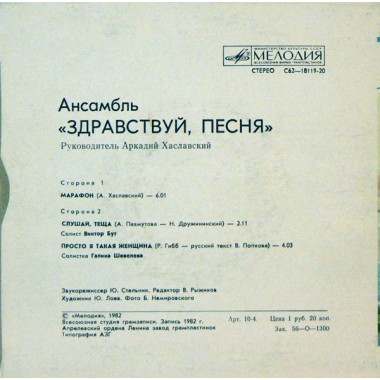 МИНИСТЕРСТВО КУЛЬТУРЫ СССР
МЕЛОДИЯ
ВСЕСОЮЗНАЯ ФИРМА ГРАМПЛАСТИНОК
СТЕРЕО С62—18119-20
Ансамбль
«ЗДРАВСТВУЙ, ПЕСНЯ»
Руководитель Аркадий Хаславский
Сторона 1
МАРАФОН (А. Хаславский) — 6.01
Сторона 2
СЛУШАЙ, ТЕЩА (А. Пахмутова — Н. Дружининский) — 2.11
Солист Виктор Бут
ПРОСТО Я ТАКАЯ ЖЕНЩИНА (Р. Гибб — русский текст В. Попкова) — 4.03
Солистка Галина Шевелева
Звукорежиссер Ю. Стельник. Редактор В. Рыжиков
Художник Ю. Лоев. Фото Б. Немировского
© «Мелодия», 1982
Всесоюзная студия грамзаписи. Запись 1982 г.
Апрелевский ордена Ленина завод грампластинок
Типография АЗГ
Арт. 10-4. Цена 1 руб. 20 коп.
Зак. 56—О—1300